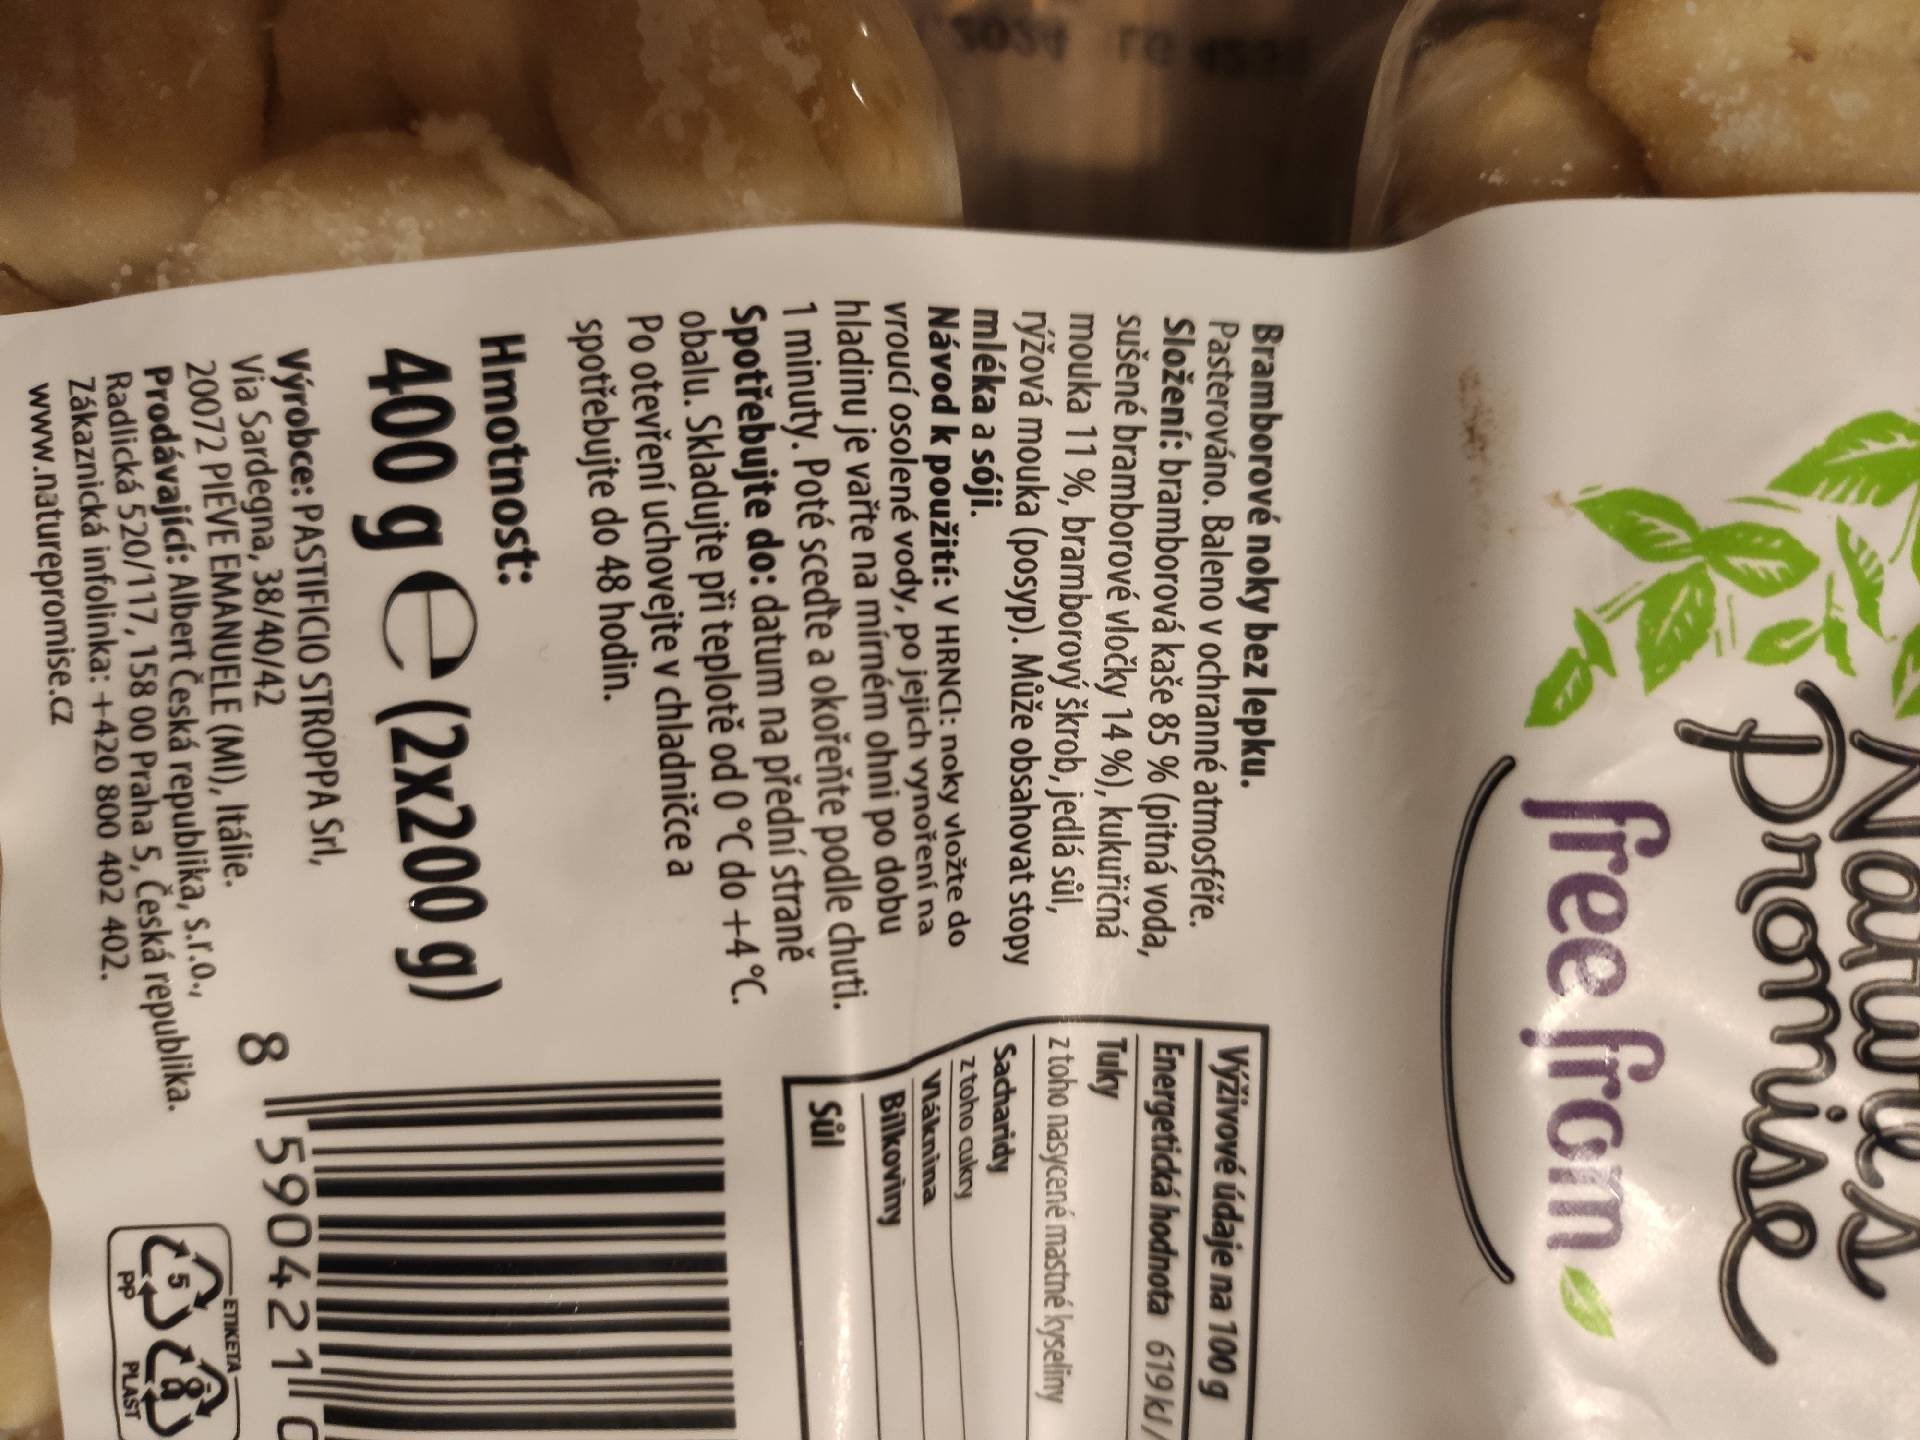 Nature's
Promise
free from
Bramborové noky bez lepku.
Pasterováno. Baleno v ochranné atmosféře.
Složení: bramborová kaše 85 % (pitná voda,
sušené bramborové vločky 14 %), kukuřičná
mouka 11 %, bramborový škrob, jedlá sůl,
rýžová mouka (posyp). Může obsahovat stopy
mléka a sóji.
Návod k použití: V HRNCI: noky vložte do
vroucí osolené vody, po jejich vynoření na
hladinu je vařte na mírném ohni po dobu
1 minuty. Poté sceďte a okořeňte podle chuti.
Spotřebujte do: datum na přední straně
obalu. Skladujte při teplotě od 0 °C do +4 °C.
Po otevření uchovejte v chladničce a
spotřebujte do 48 hodin.
Hmotnost:
400 g e (2x200 g)
Výrobce: PASTIFICIO STROPPA Srl,
Via Sardegna, 38/40/42
20072 PIEVE EMANUELE (MI), Itálie.
Prodávající: Albert Česká republika, s.r.o.,
Radlická 520/117, 158 00 Praha 5, Česká republika.
Zákaznická infolinka: +420 800 402 402.
www.naturepromise.cz
Výživové údaje na 100 g
Energetická hodnota 619 kJ/
Tuky
z toho nasycené mastné kyseliny
Sacharidy
z toho cukry
Vláknina
Bílkoviny
Sůl
8 590421 0
ETIKETA
5
PP
PLAST